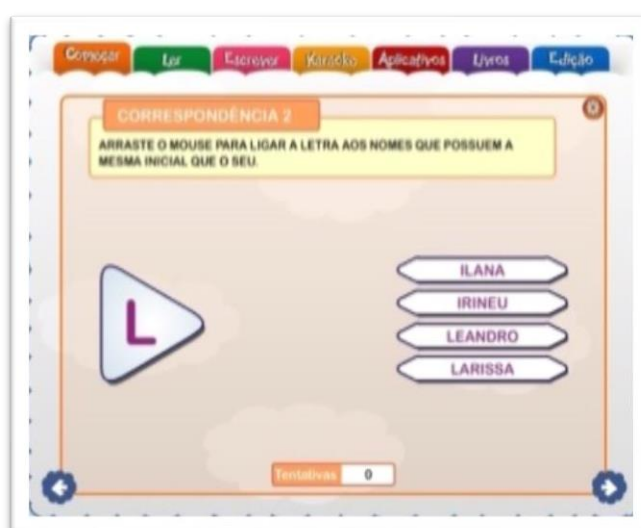 Começar Ler Escrever Karaokê Aplicativos Livros Edição
CORRESPONDÊNCIA 2
ARRASTE O MOUSE PARA LIGAR A LETRA AOS NOMES QUE POSSUEM A
MESMA INICIAL QUE O SEU.
L
ILANA
IRINEU
LEANDRO
LARISSA
Tentativas 0